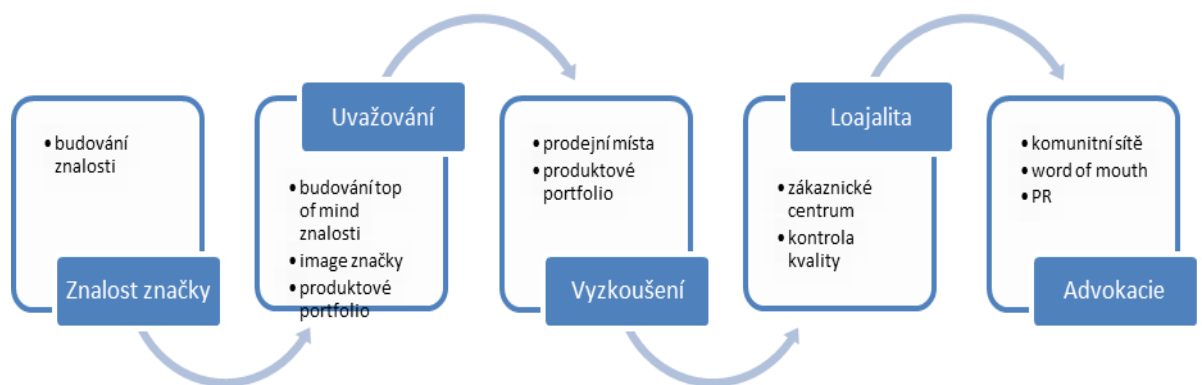 • budování
znalosti
Znalost značky
Uvažování
• budování top
of mind
znalosti
• image značky
• produktové
portfolio
• prodejní místa
• produktové
portfolio
Vyzkoušení
Loajalita
• zákaznické
centrum
• kontrola
kvality
• komunitní sítě
• word of mouth
• PR
Advokacie